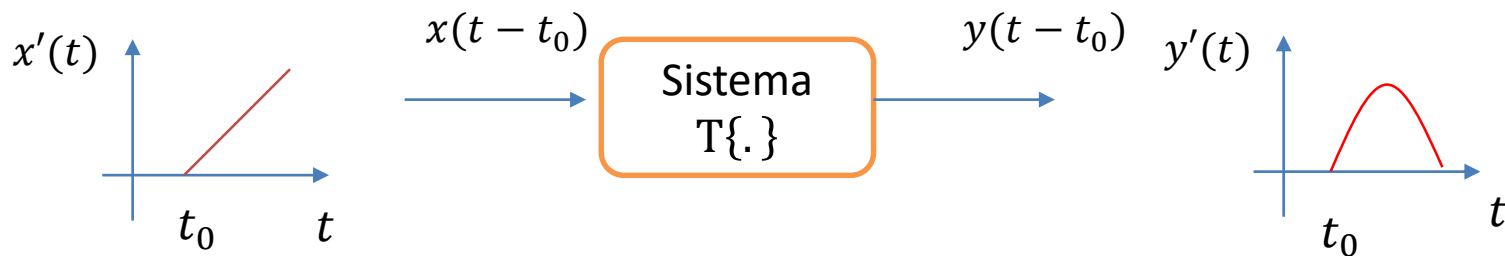 x′(t)
t₀
t
x(t − t₀)
Sistema
T{. }
y(t − t₀)
y′(t)
t₀
t